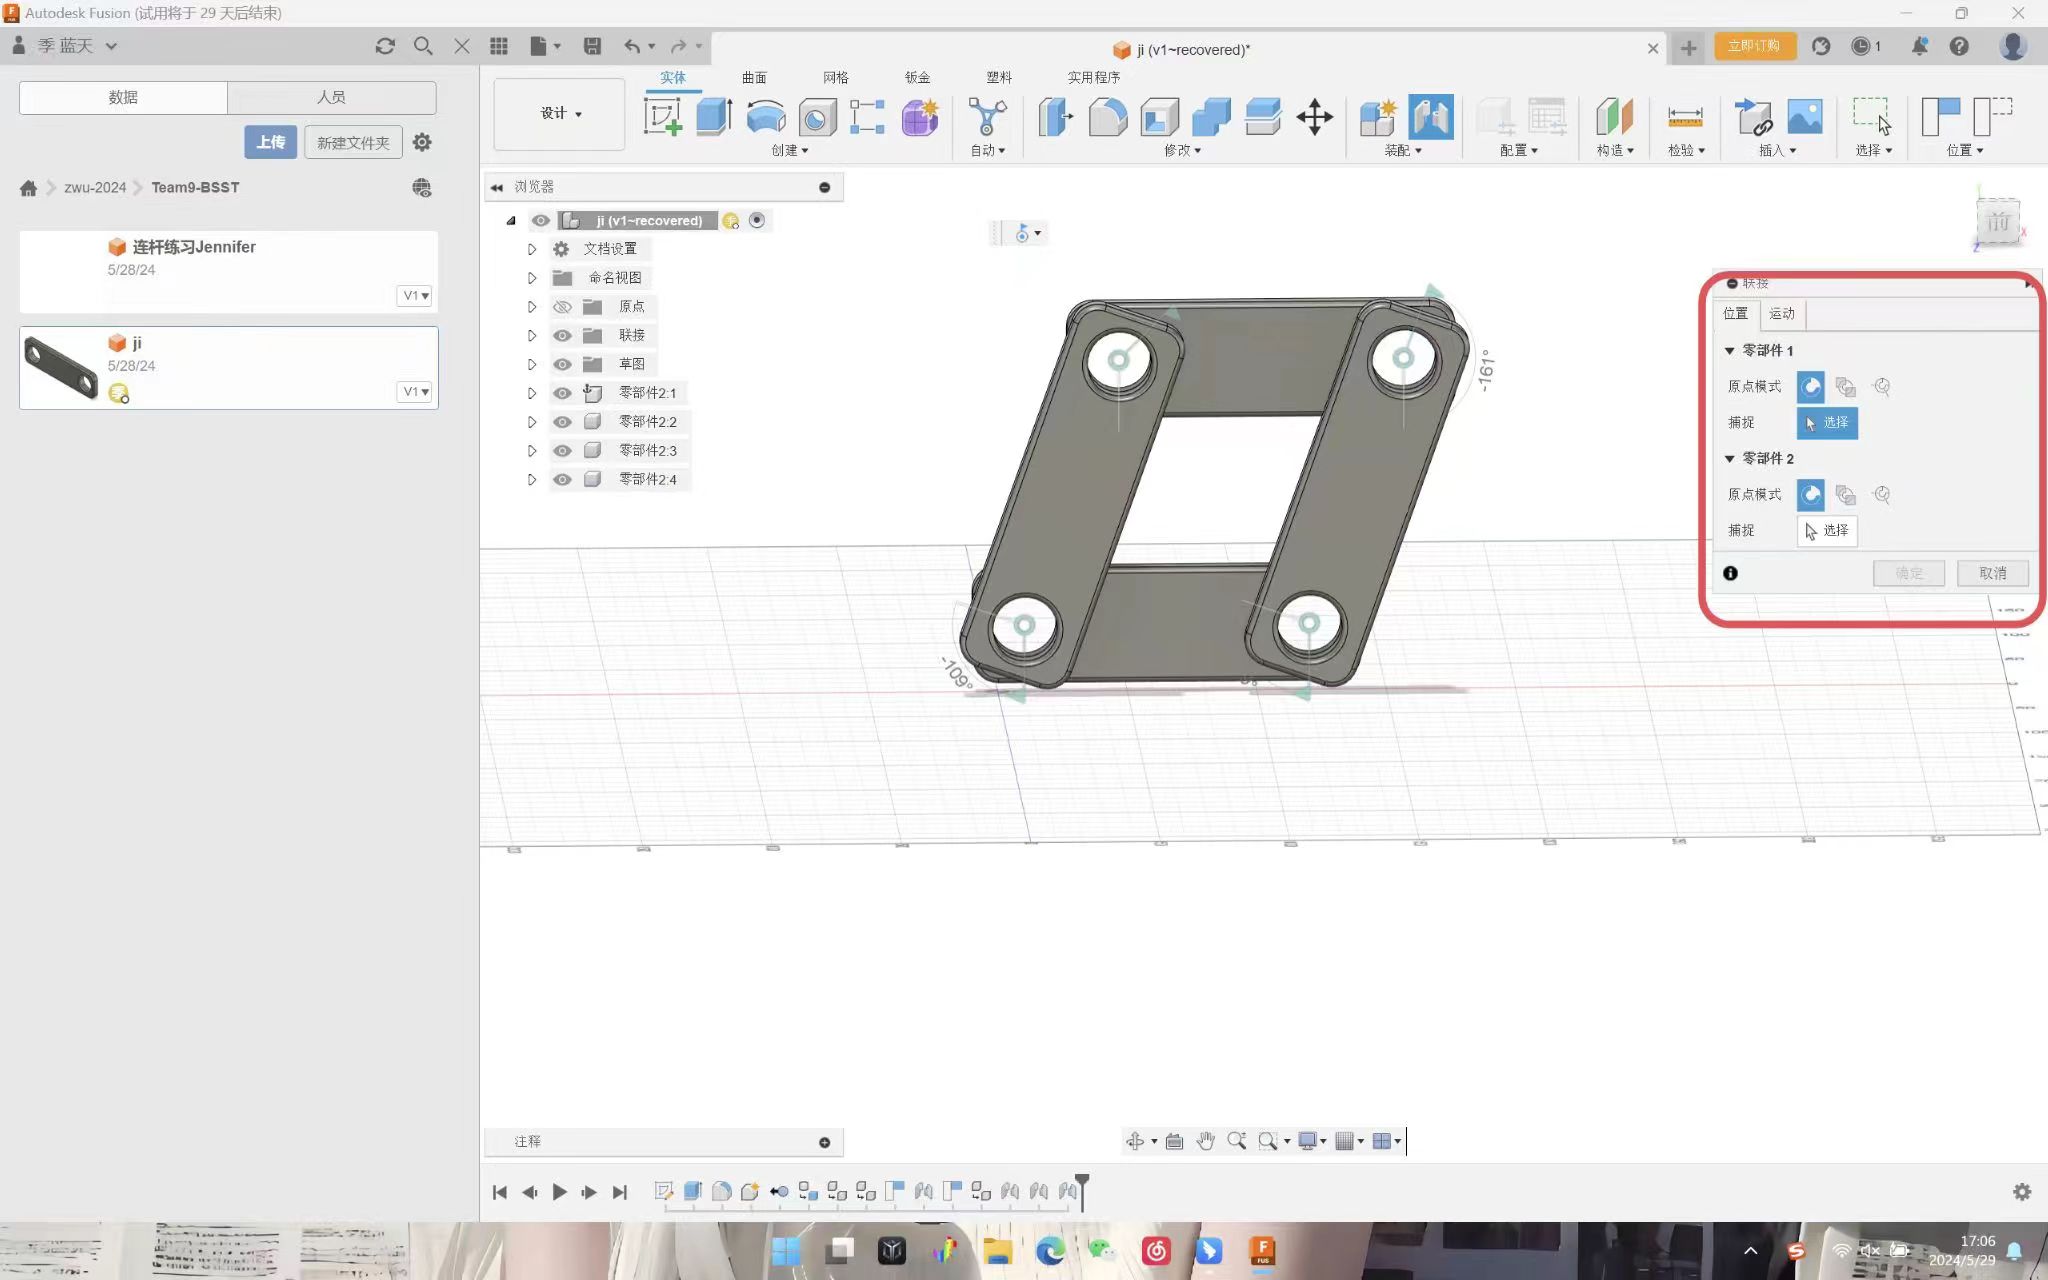 Autodesk Fusion (试用将于 29 天后结束)
季 蓝天
ji (v1~recovered)*
立即订购
1
数据
人员
上传
新建文件夹
zwu-2024
Team9-BSST
连杆练习Jennifer
5/28/24
V1
ji
5/28/24
V1
设计
实体
曲面
网格
钣金
塑料
实用程序
创建
自动
修改
装配
配置
构造
检验
插入
选择
位置
浏览器
ji (v1~recovered)
文档设置
命名视图
原点
联接
草图
零部件2:1
零部件2:2
零部件2:3
零部件2:4
前
X
Z
-161°
-109°
联接
位置
运动
零部件 1
原点模式
捕捉
选择
零部件 2
原点模式
捕捉
选择
确定
取消
注释
17:06
2024/5/29